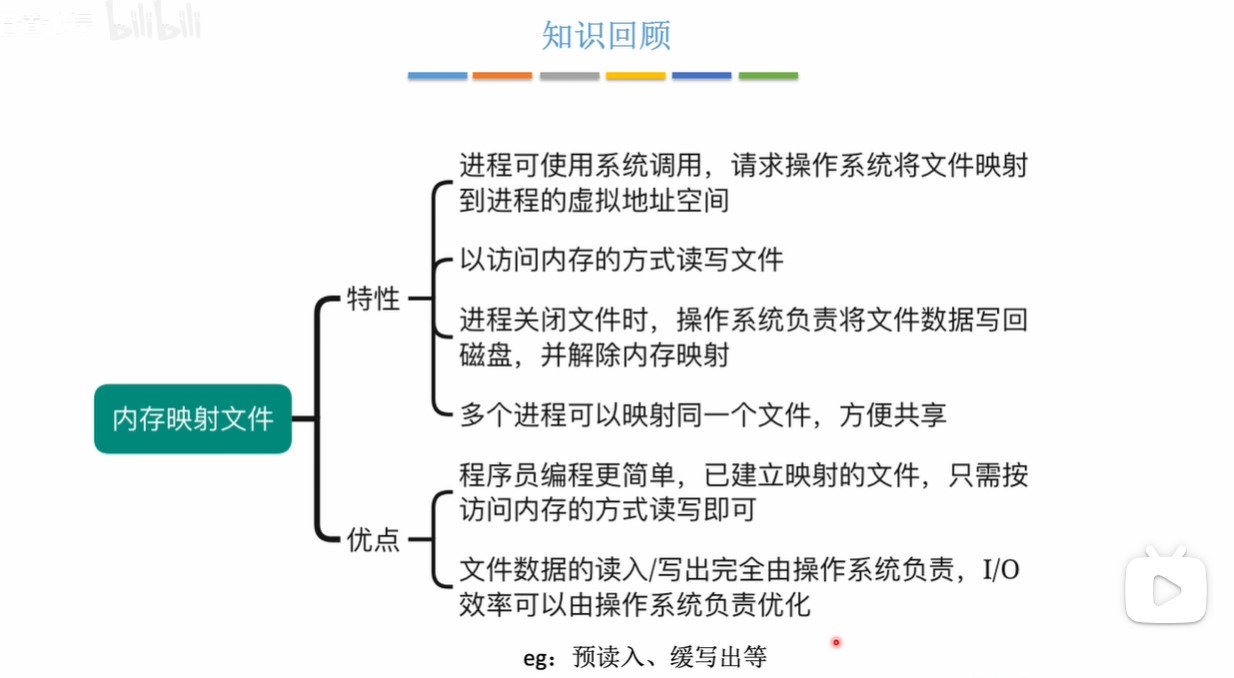 bilibili
知识回顾
进程可使用系统调用，请求操作系统将文件映射
到进程的虚拟地址空间
以访问内存的方式读写文件
特性
进程关闭文件时，操作系统负责将文件数据写回
磁盘，并解除内存映射
多个进程可以映射同一个文件，方便共享
内存映射文件
程序员编程更简单，已建立映射的文件，只需按
访问内存的方式读写即可
优点
文件数据的读入/写出完全由操作系统负责，I/O
效率可以由操作系统负责优化
eg：预读入、缓写出等